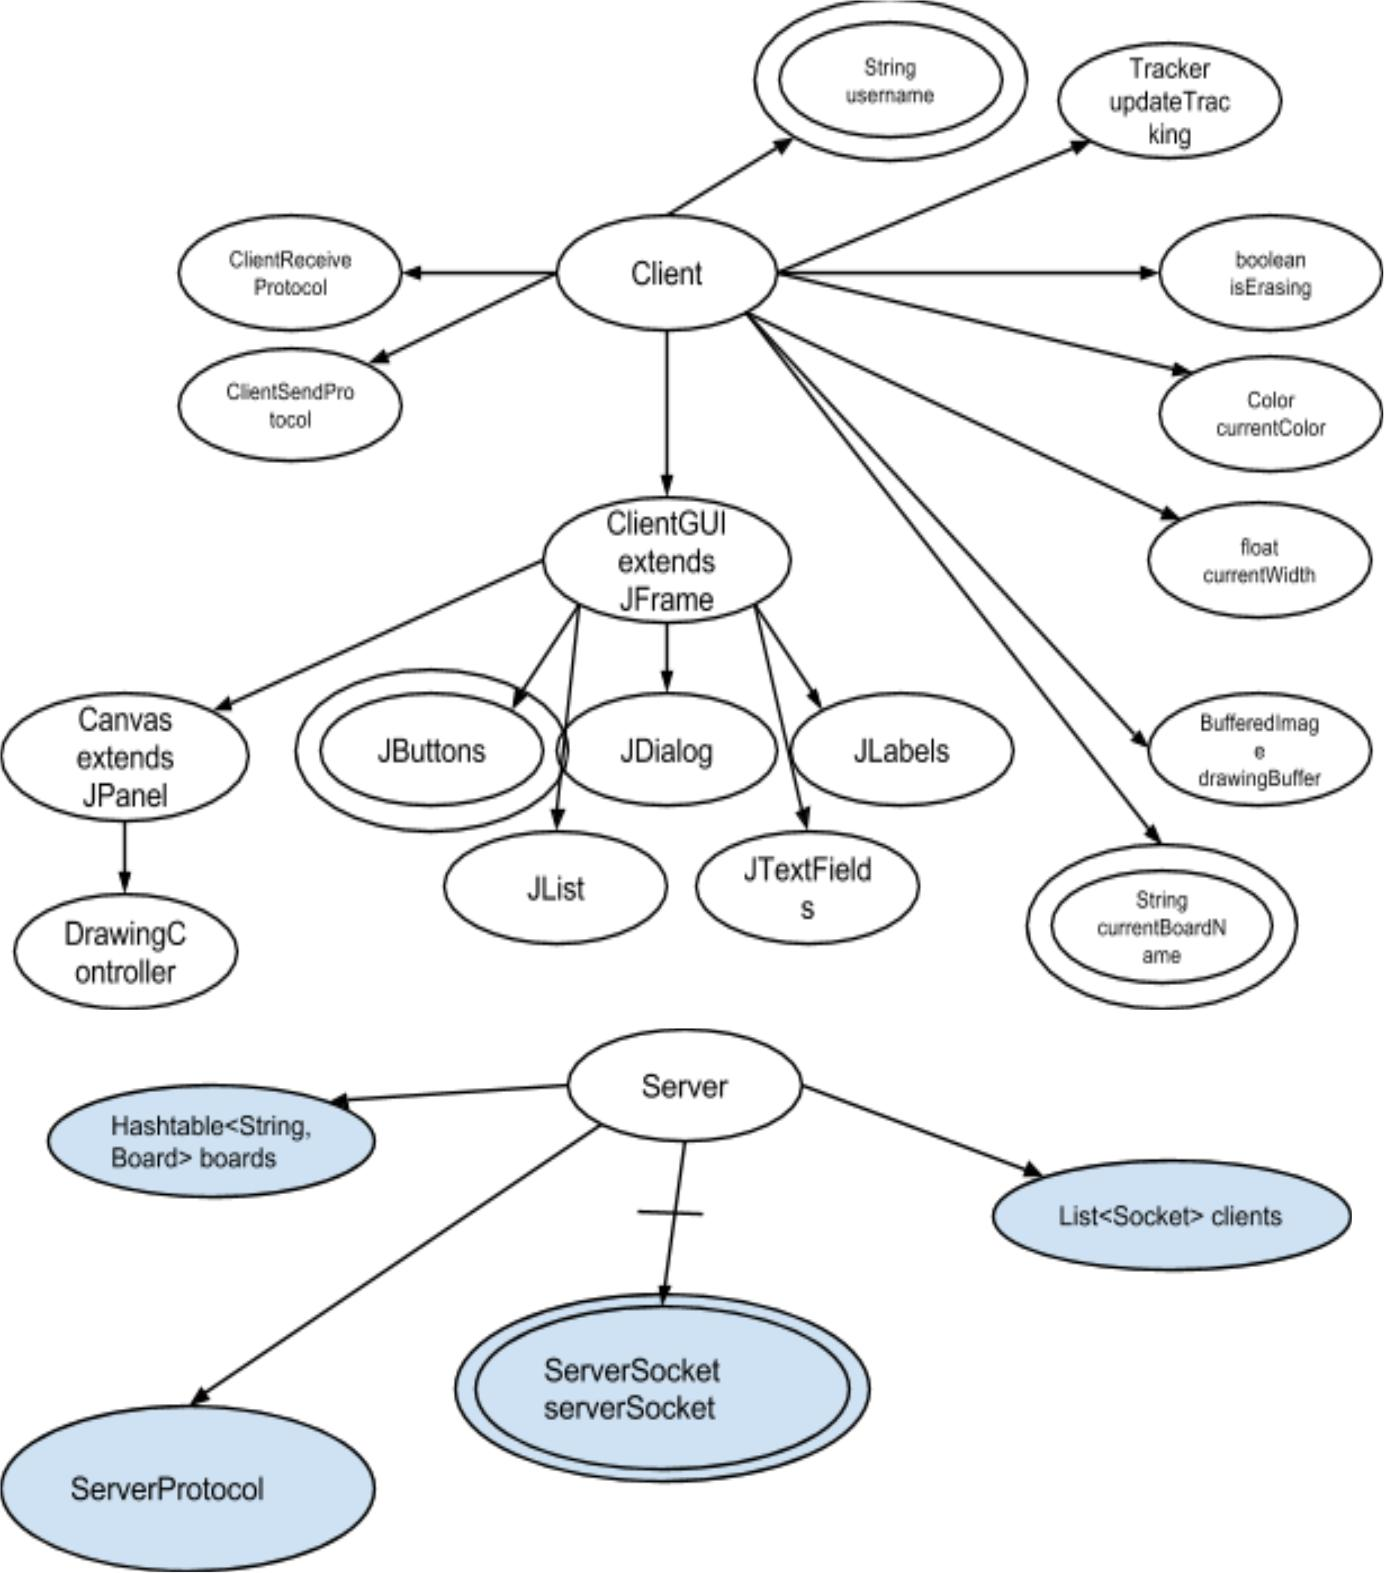 String
username
Tracker
updateTrac
king
ClientReceive
Protocol
Client
boolean
isErasing
ClientSendPro
tocol
Color
currentColor
ClientGUI
extends
JFrame
float
currentWidth
Canvas
extends
JPanel
JButtons
JDialog
JLabels
BufferedImag
e
drawingBuffer
JList
JTextField
s
String
currentBoardN
ame
DrawingC
ontroller
Server
Hashtable<String,
Board> boards
List<Socket> clients
ServerSocket
serverSocket
ServerProtocol